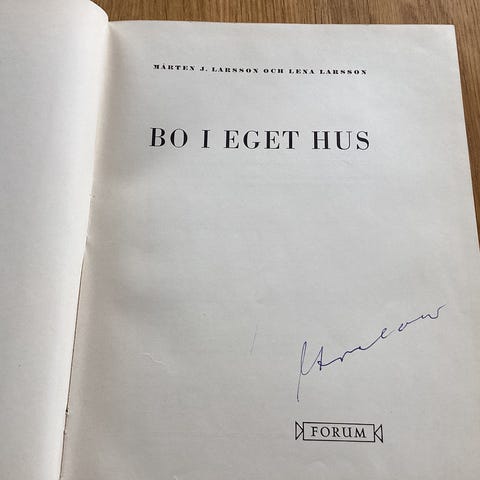 MÅRTEN J. LARSSON OCH LENA LARSSON
BO I EGET HUS
FORUM